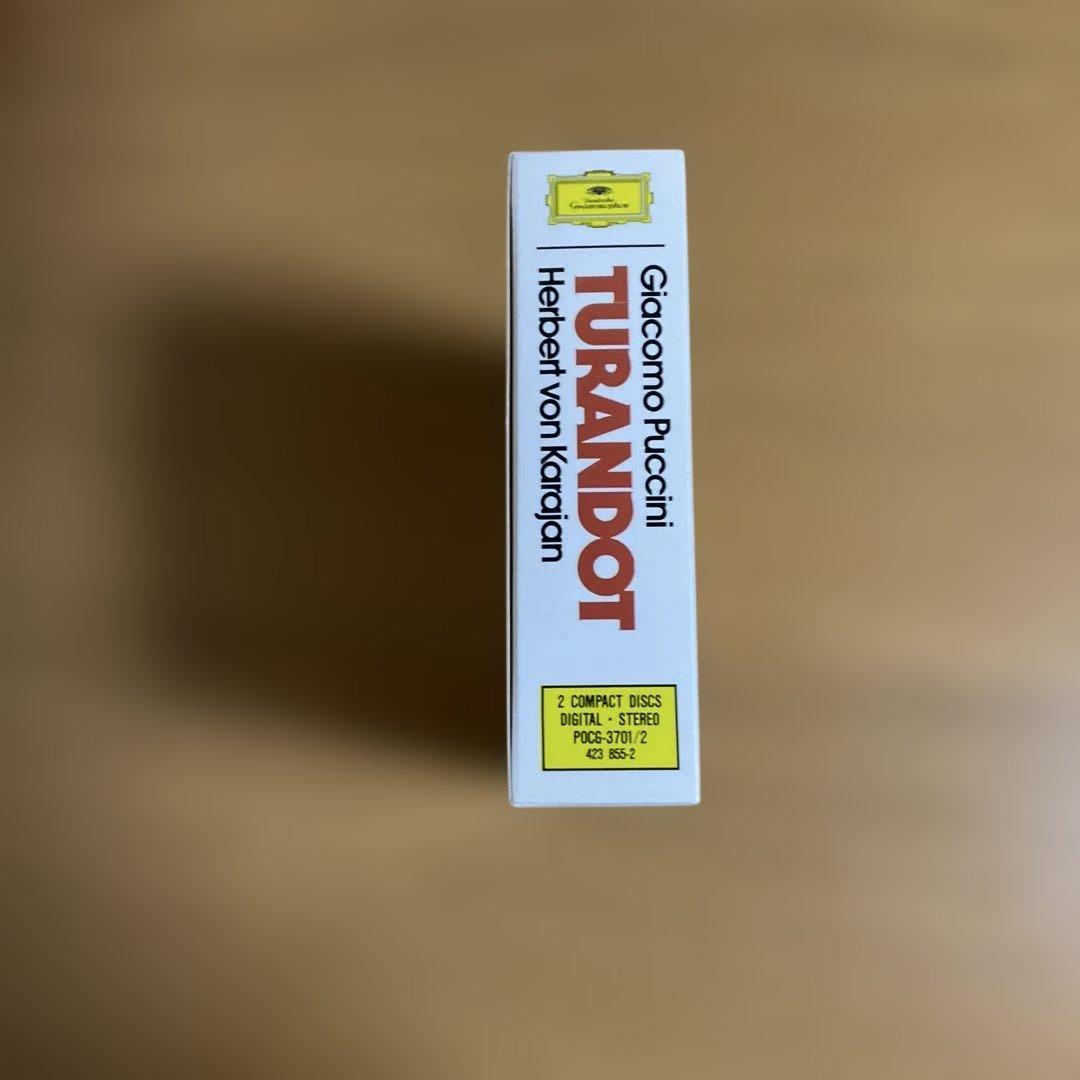 Deutsche
Grammophon
Giacomo Puccini
TURANDOT
Herbert von Karajan
2 COMPACT DISCS
DIGITAL · STEREO
POCG-3701/2
423 855-2